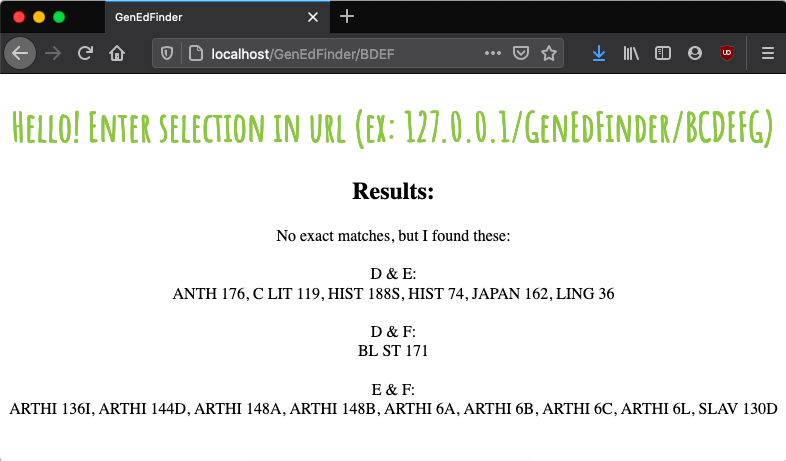 GenEdFinder
localhost/GenEdFinder/BDEF
Hello! Enter selection in url (ex: 127.0.0.1/GenEdFinder/BCDEFG)
Results:
No exact matches, but I found these:
D & E:
ANTH 176, C LIT 119, HIST 188S, HIST 74, JAPAN 162, LING 36
D & F:
BL ST 171
E & F:
ARTHI 136I, ARTHI 144D, ARTHI 148A, ARTHI 148B, ARTHI 6A, ARTHI 6B, ARTHI 6C, ARTHI 6L, SLAV 130D